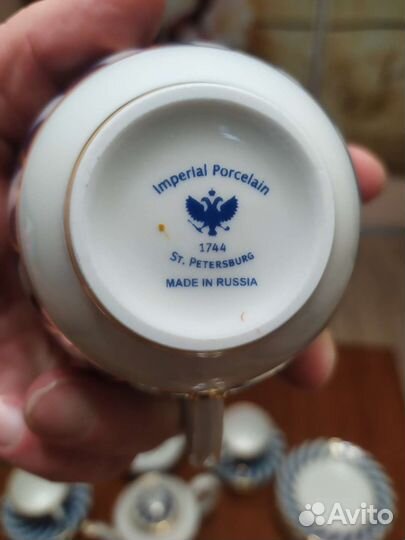 Imperial Porcelain
1744
ST. PETERSBURG
MADE IN RUSSIA
Avito